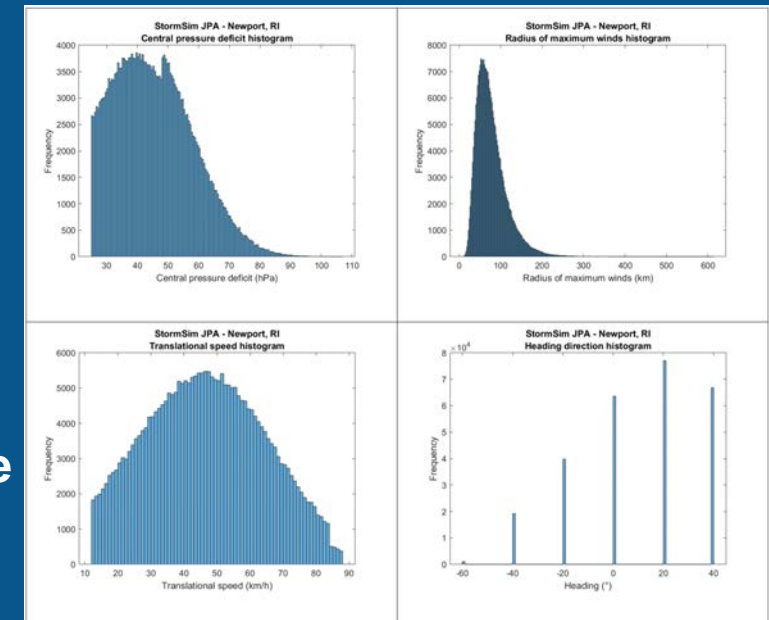 StormSim JPA - Newport, RI
Central pressure deficit histogram
4000
3500
3000
2500
2000
1500
1000
500
0
Frequency
30 40 50 60 70 80 90 100 110
Central pressure deficit (hPa)
StormSim JPA - Newport, RI
Radius of maximum winds histogram
8000
7000
6000
5000
4000
3000
2000
1000
0
Frequency
0 100 200 300 400 500 600
Radius of maximum winds (km)
StormSim JPA - Newport, RI
Translational speed histogram
6000
5000
4000
3000
2000
1000
0
Frequency
10 20 30 40 50 60 70 80 90
Translational speed (km/h)
StormSim JPA - Newport, RI
Heading direction histogram
× 10⁴
8
7
6
5
4
3
2
1
0
Frequency
-60 -40 -20 0 20 40
Heading (°)
e